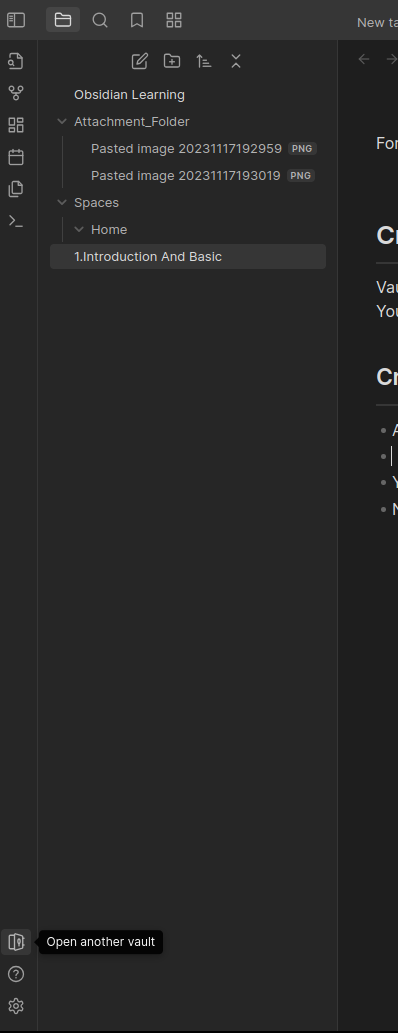 New ta
Obsidian Learning
Attachment_Folder
Pasted image 20231117192959 PNG
Pasted image 20231117193019 PNG
Spaces
Home
1.Introduction And Basic
For
Cr
Vau
You
Cr
A
Y
N
Open another vault